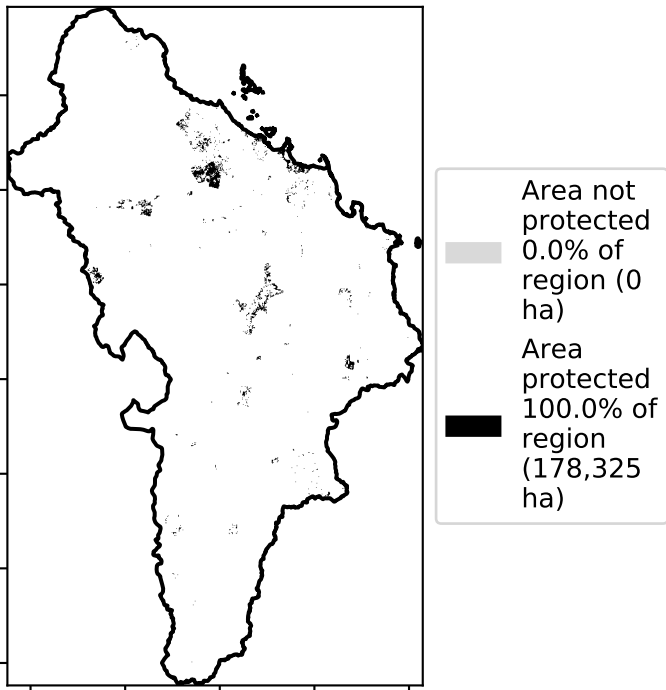 Area not
protected
0.0% of
region (0
ha)
Area
protected
100.0% of
region
(178,325
ha)